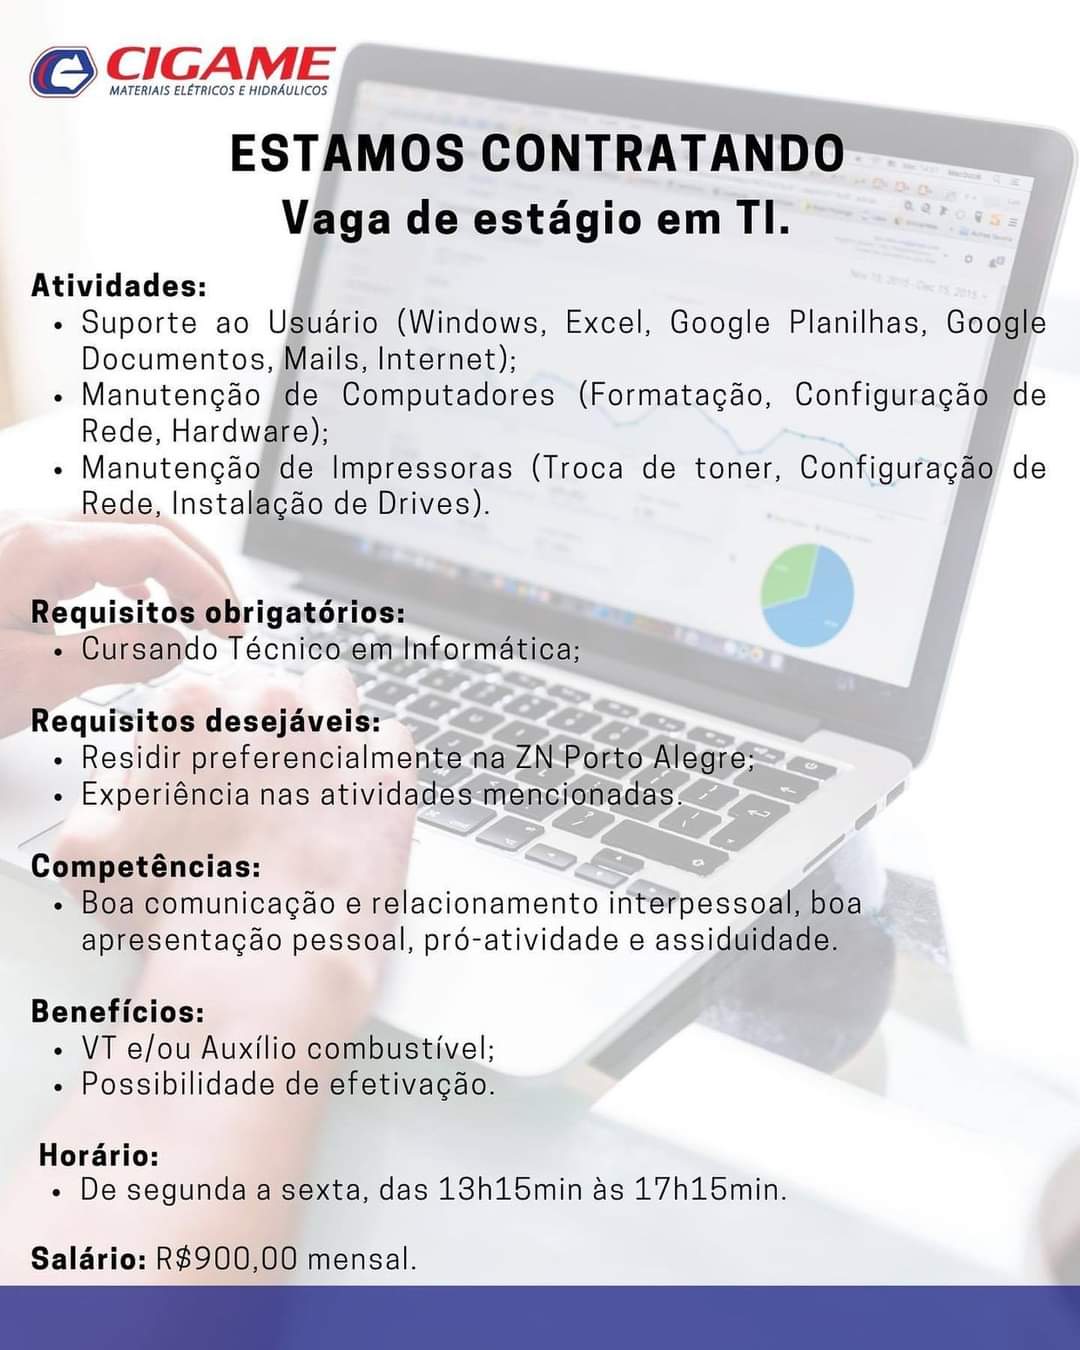 CIGAME
MATERIAIS ELÉTRICOS E HIDRÁULICOS
ESTAMOS CONTRATANDO
Vaga de estágio em TI.
Atividades:
• Suporte ao Usuário (Windows, Excel, Google Planilhas, Google
Documentos, Mails, Internet);
• Manutenção de Computadores (Formatação, Configuração de
Rede, Hardware);
• Manutenção de Impressoras (Troca de toner, Configuração de
Rede, Instalação de Drives).
Requisitos obrigatórios:
• Cursando Técnico em Informática;
Requisitos desejáveis:
• Residir preferencialmente na ZN Porto Alegre;
• Experiência nas atividades mencionadas.
Competências:
• Boa comunicação e relacionamento interpessoal, boa
apresentação pessoal, pró-atividade e assiduidade.
Benefícios:
• VT e/ou Auxílio combustível;
• Possibilidade de efetivação.
Horário:
• De segunda a sexta, das 13h15min às 17h15min.
Salário: R$900,00 mensal.